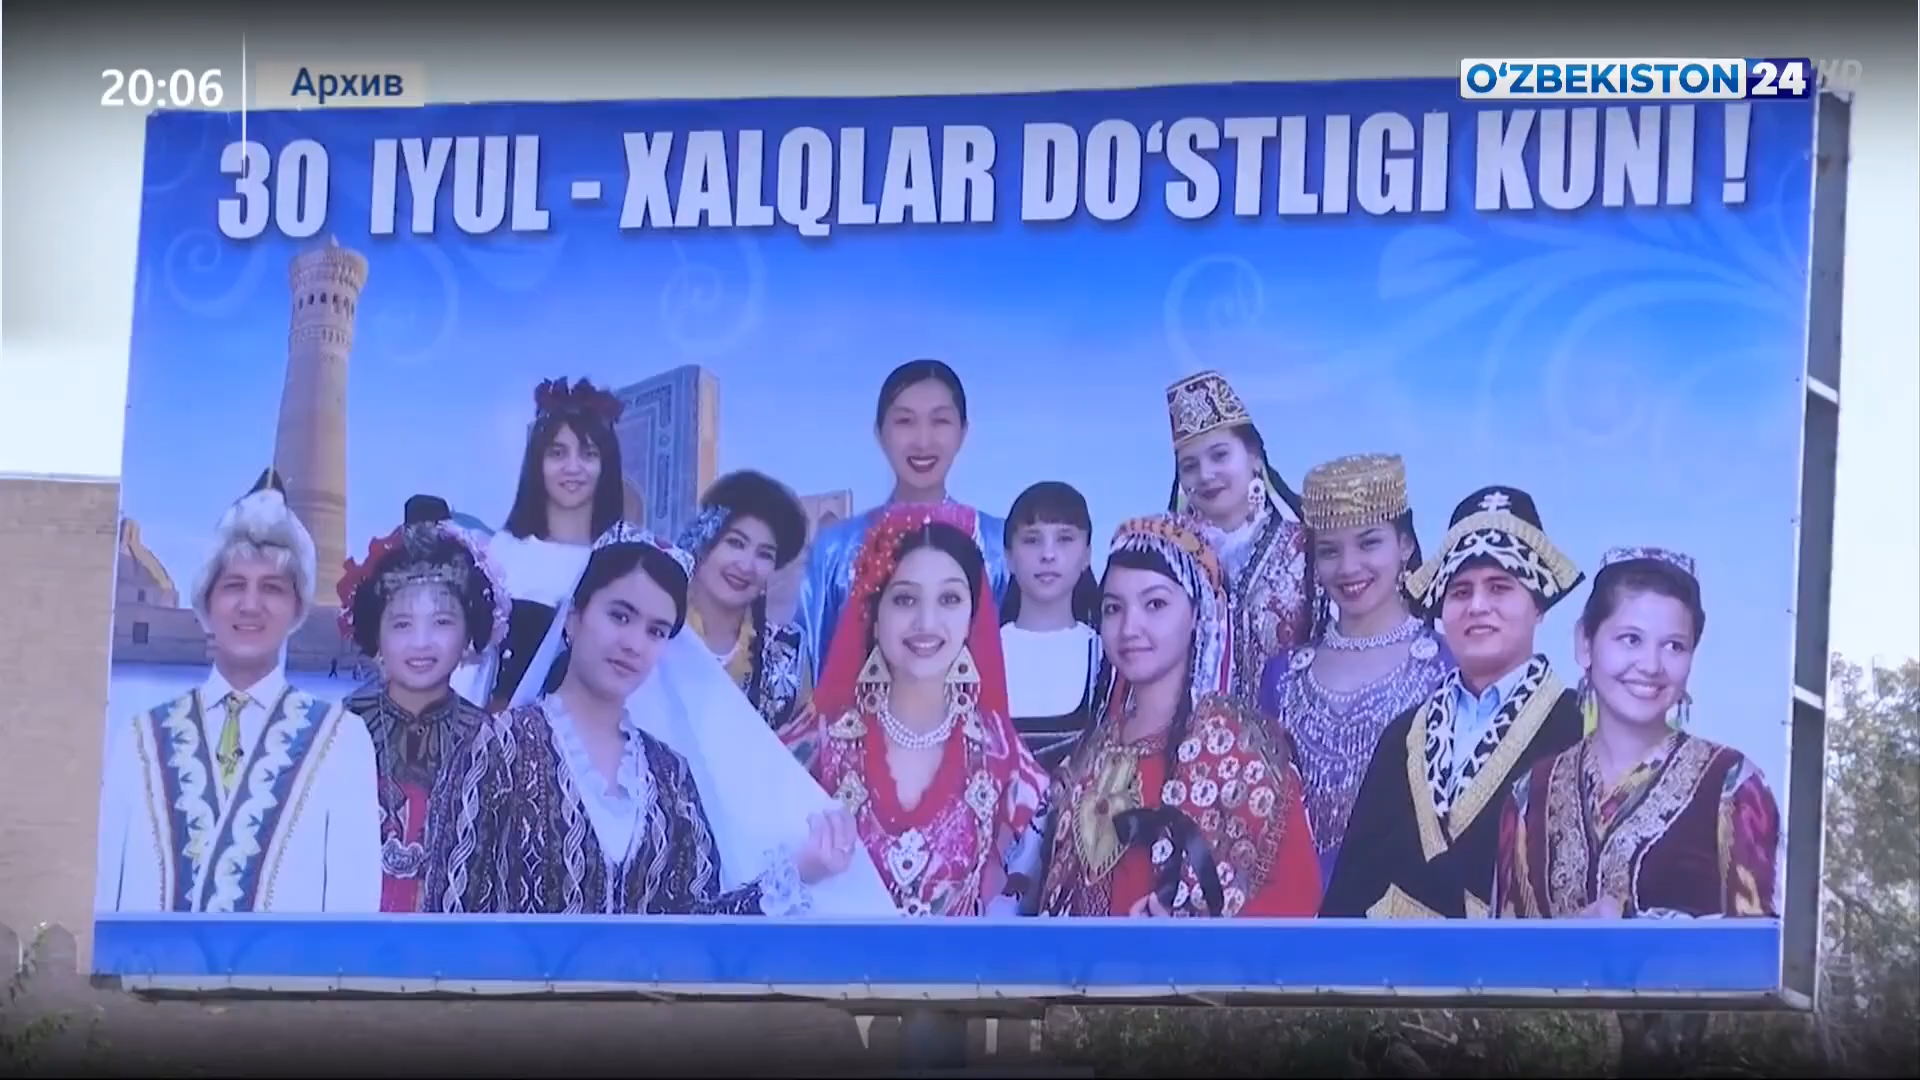 20:06
Архив
O‘ZBEKISTON 24 HD
30 IYUL - XALQLAR DO‘STLIGI KUNI !